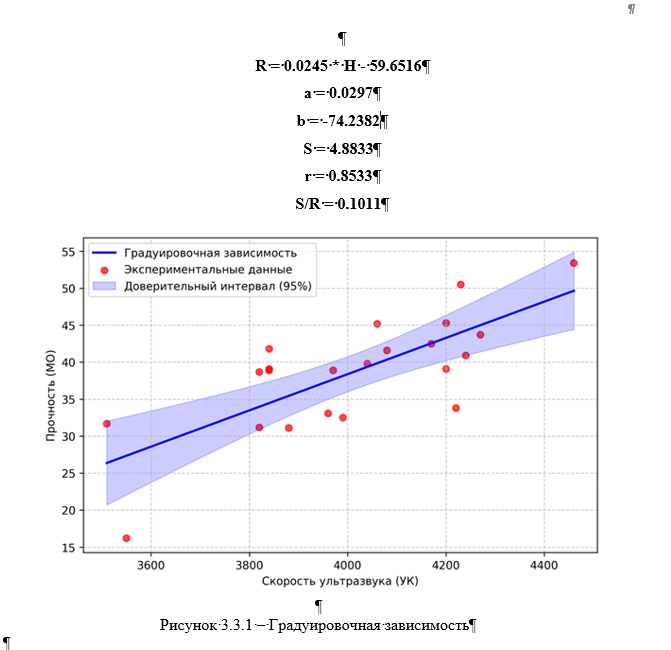 R = 0.0245 * H - 59.6516
a = 0.0297
b = -74.2382
S = 4.8833
r = 0.8533
S/R = 0.1011
Градуировочная зависимость
Экспериментальные данные
Доверительный интервал (95%)
55
50
45
40
35
30
25
20
15
Прочность (МО)
3600 3800 4000 4200 4400
Скорость ультразвука (УК)
Рисунок 3.3.1 – Градуировочная зависимость